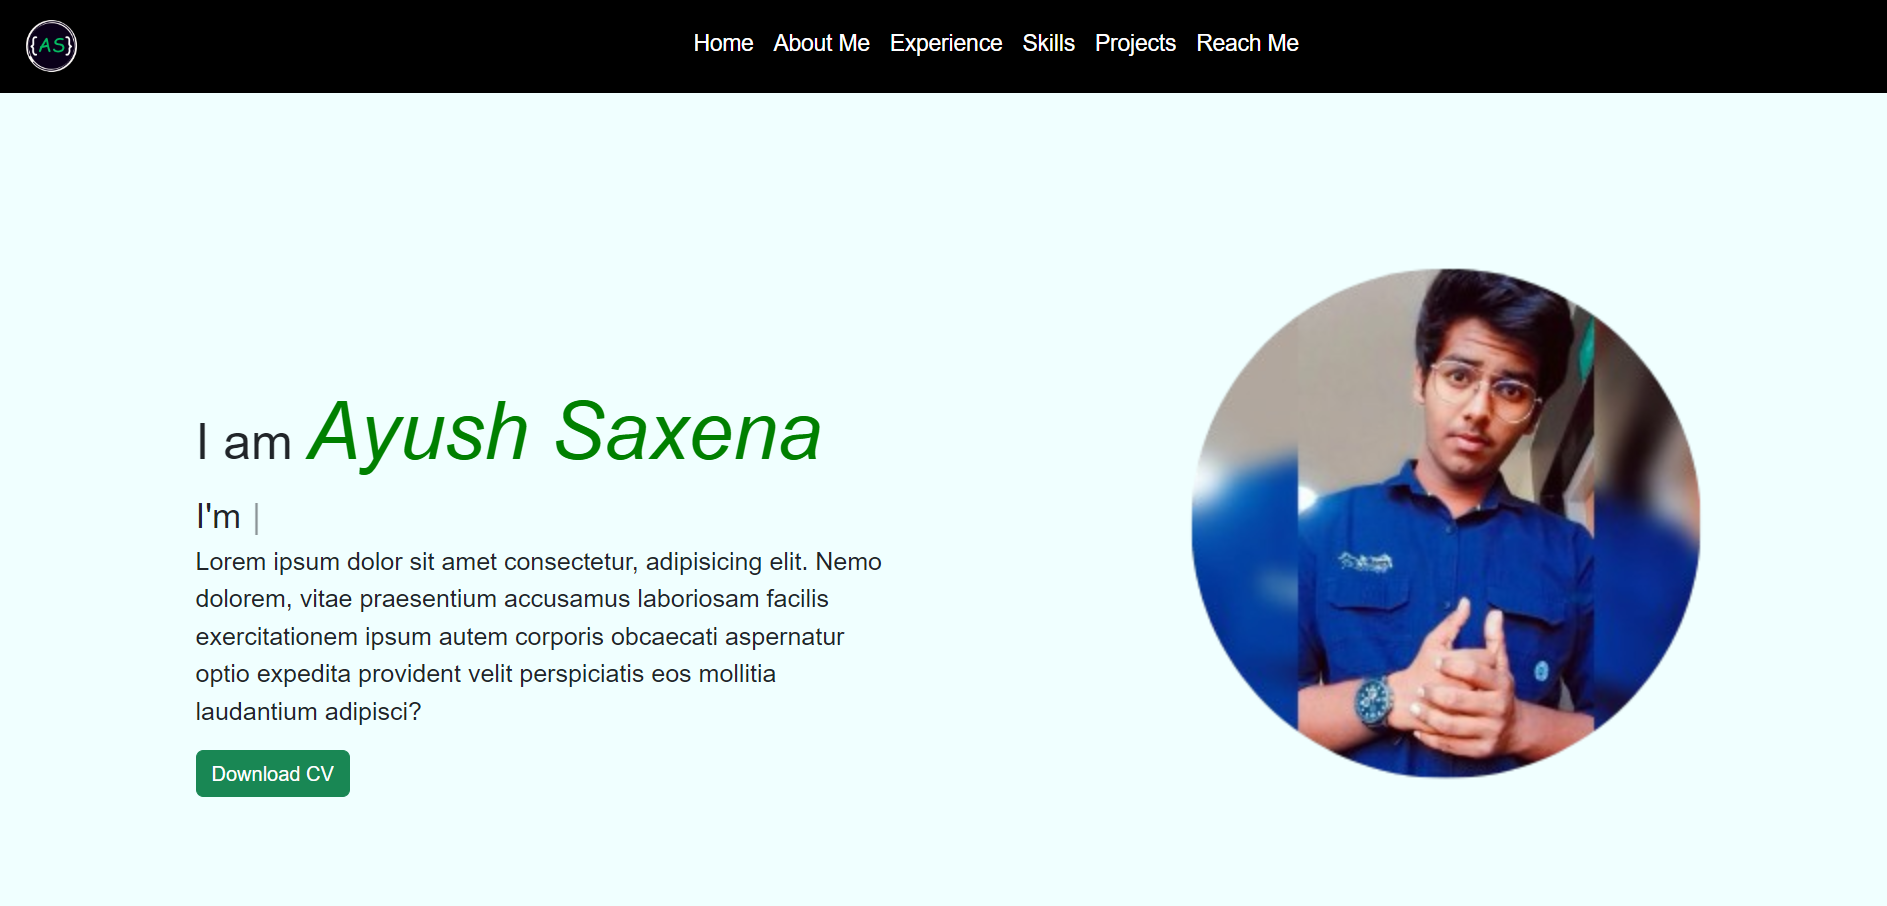 {AS}
Home About Me Experience Skills Projects Reach Me
I am Ayush Saxena
I'm |
Lorem ipsum dolor sit amet consectetur, adipisicing elit. Nemo
dolorem, vitae praesentium accusamus laboriosam facilis
exercitationem ipsum autem corporis obcaecati aspernatur
optio expedita provident velit perspiciatis eos mollitia
laudantium adipisci?
Download CV